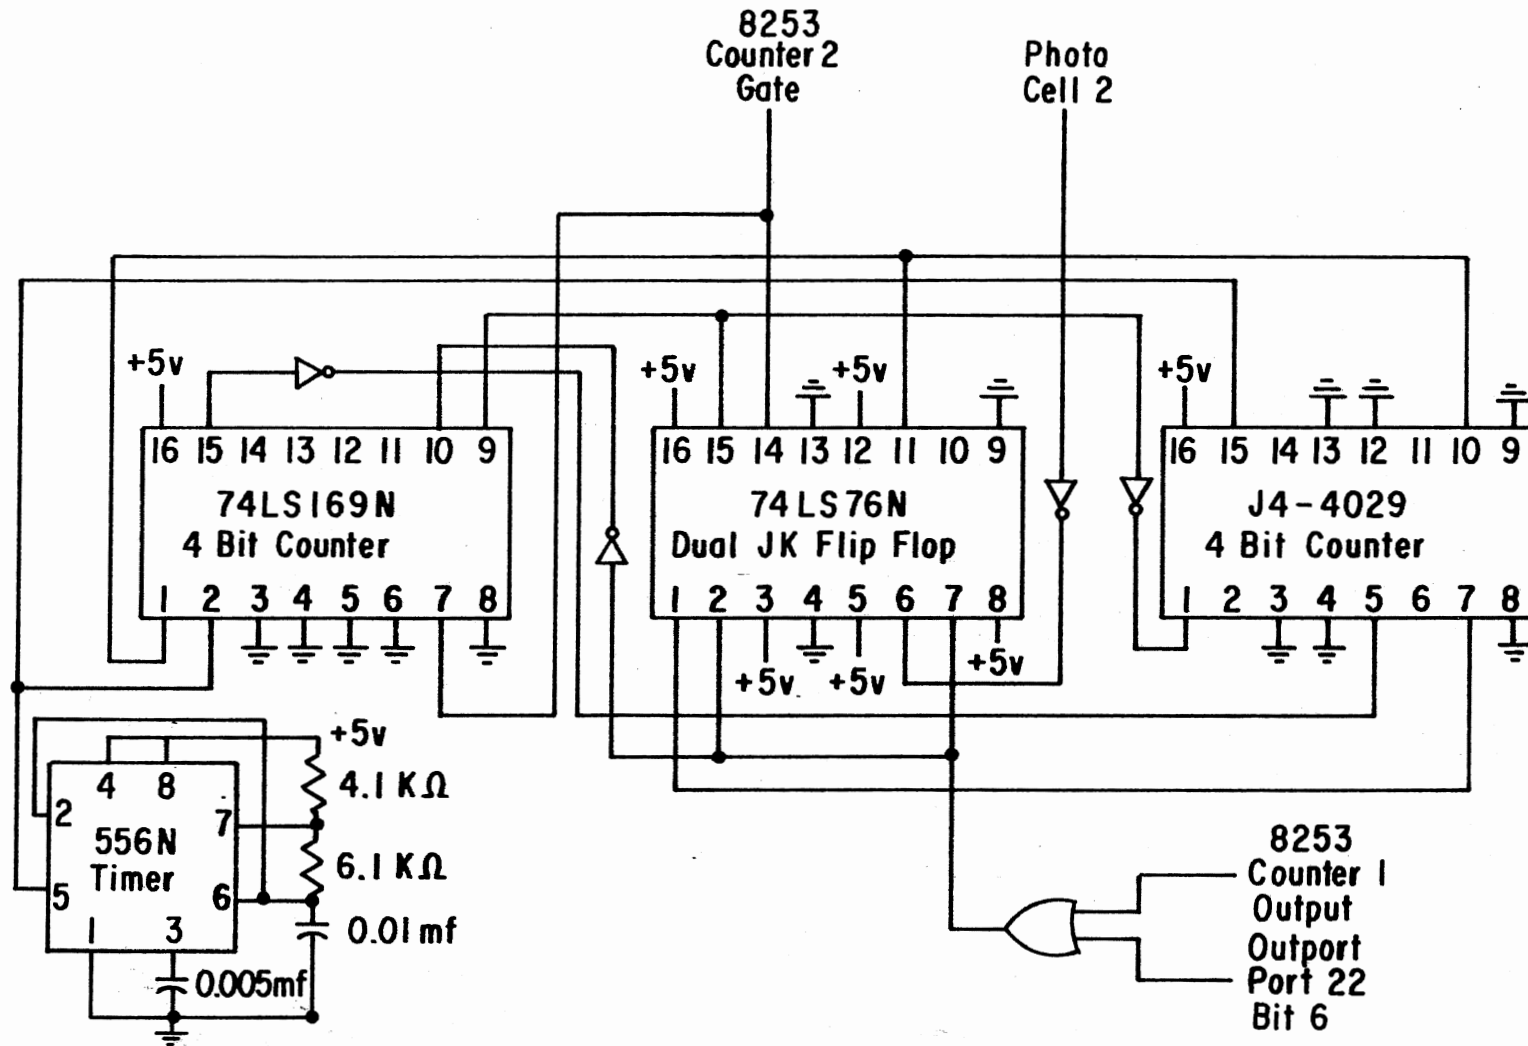 8253
Counter 2
Gate
Photo
Cell 2
+5v
+5v
+5v
+5v
16 15 14 13 12 11 10 9
74LS169N
4 Bit Counter
1 2 3 4 5 6 7 8
16 15 14 13 12 11 10 9
74LS76N
Dual JK Flip Flop
1 2 3 4 5 6 7 8
16 15 14 13 12 11 10 9
J4-4029
4 Bit Counter
1 2 3 4 5 6 7 8
+5v
+5v
+5v
+5v
4 8
4.1 KΩ
2
7
556N
Timer
6.1 KΩ
5
6
1 3
0.01mf
0.005mf
8253
Counter 1
Output
Outport
Port 22
Bit 6